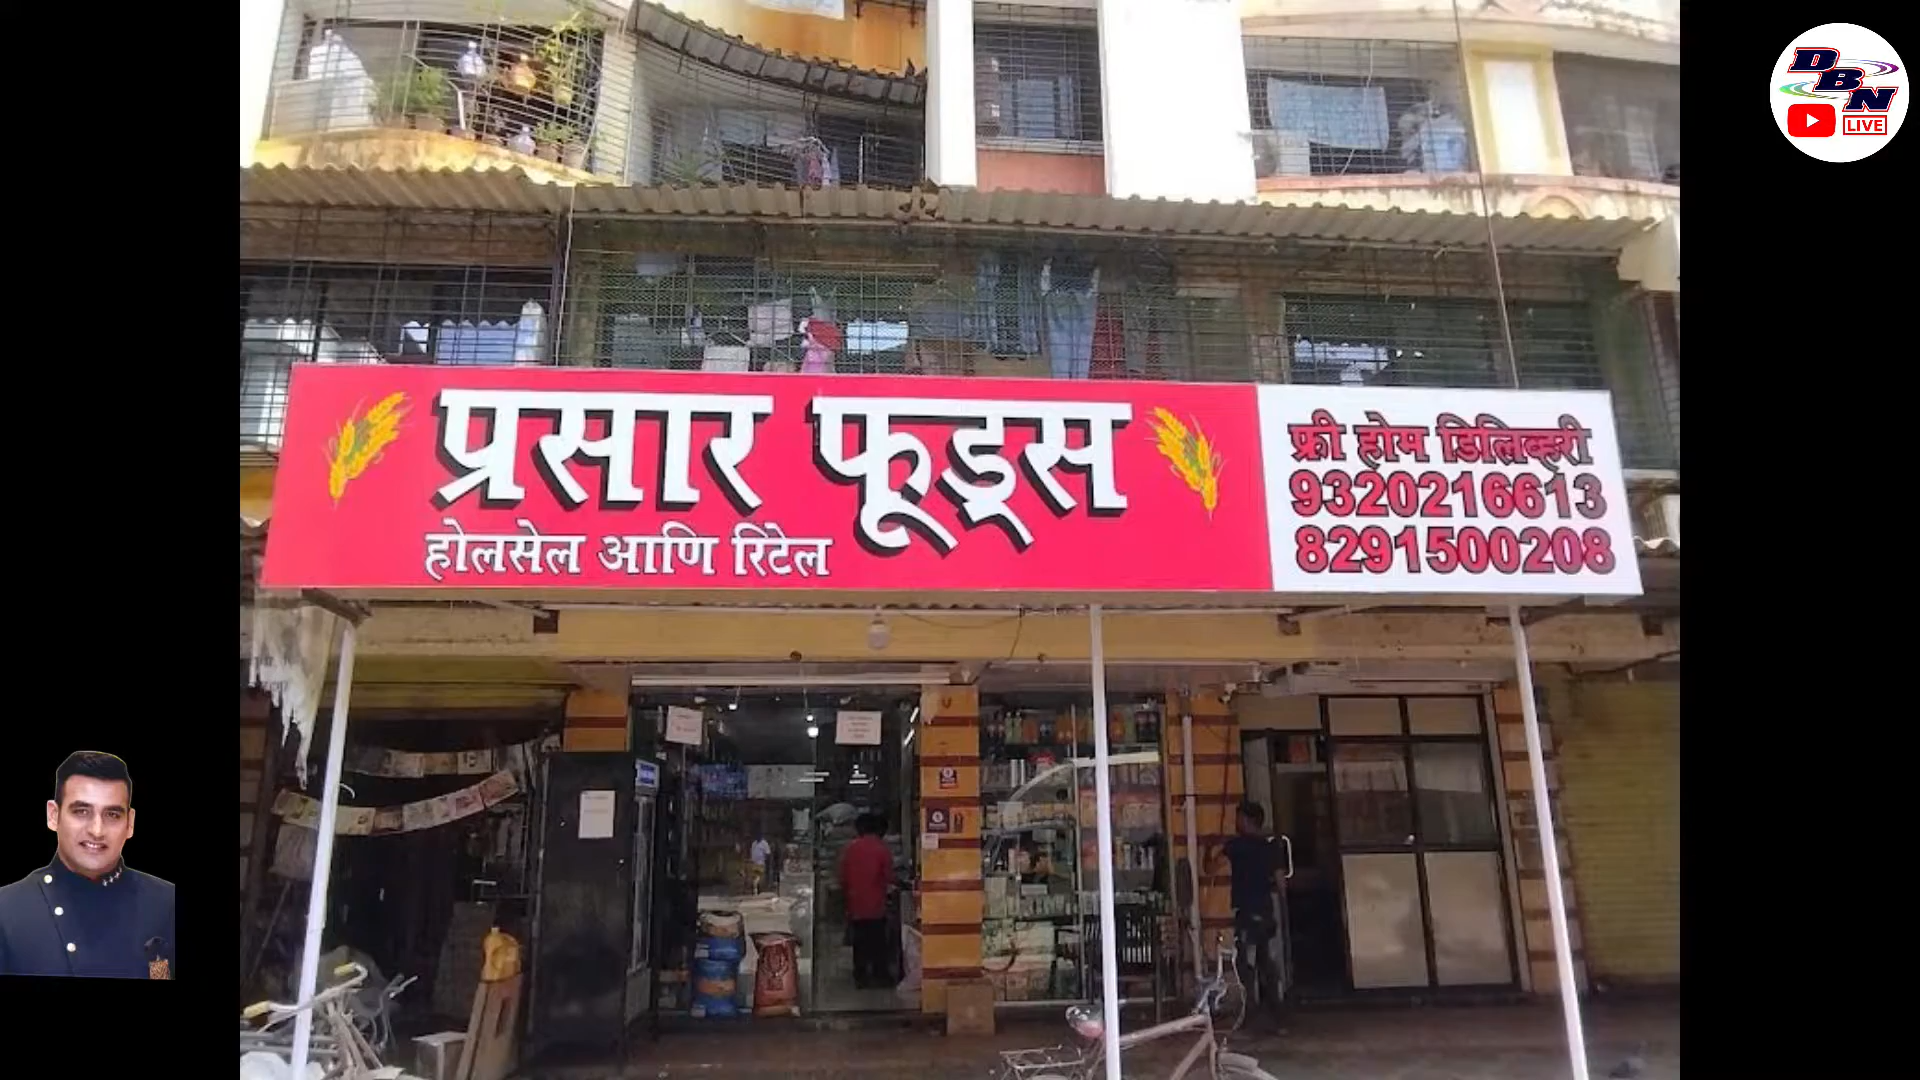 DBN
LIVE
प्रसार फूड्स
होलसेल आणि रिटेल
फ्री होम डिलिव्हरी
9320216613
8291500208